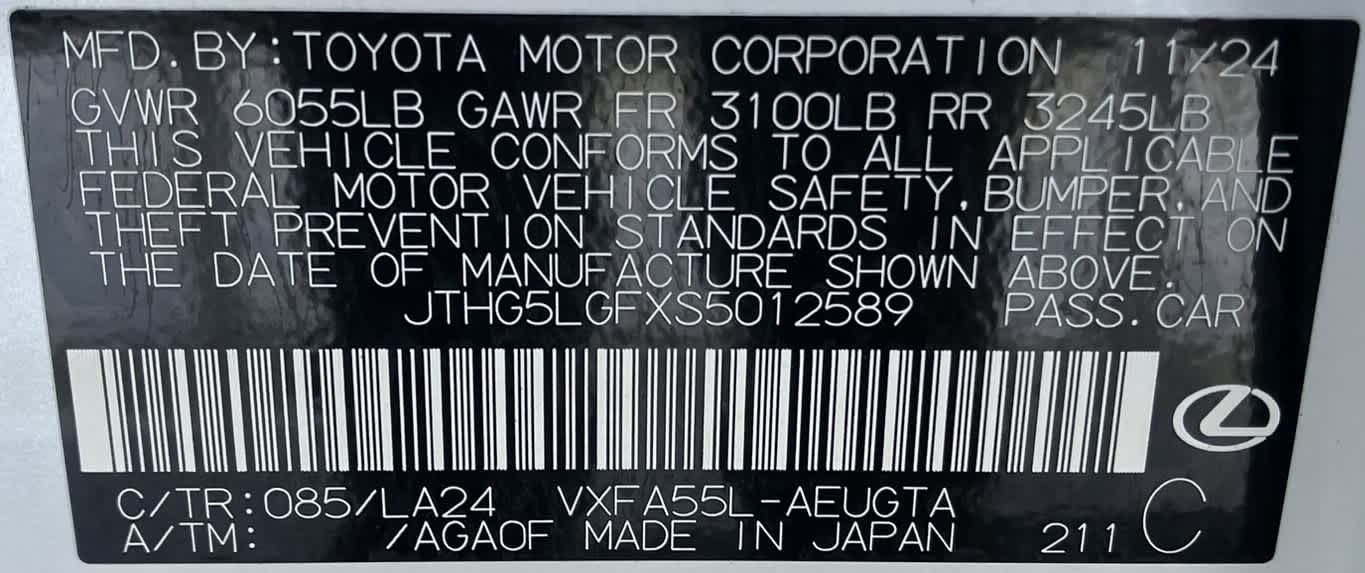 MFD. BY: TOYOTA MOTOR CORPORATION 11/24
GVWR 6055LB GAWR FR 3100LB RR 3245LB
THIS VEHICLE CONFORMS TO ALL APPLICABLE
FEDERAL MOTOR VEHICLE SAFETY, BUMPER, AND
THEFT PREVENTION STANDARDS IN EFFECT ON
THE DATE OF MANUFACTURE SHOWN ABOVE.
JTHG5LGFXS5012589 PASS. CAR
C/TR: 085/LA24 VXFA55L-AEUGTA
A/TM: /AGA0F MADE IN JAPAN 211 C